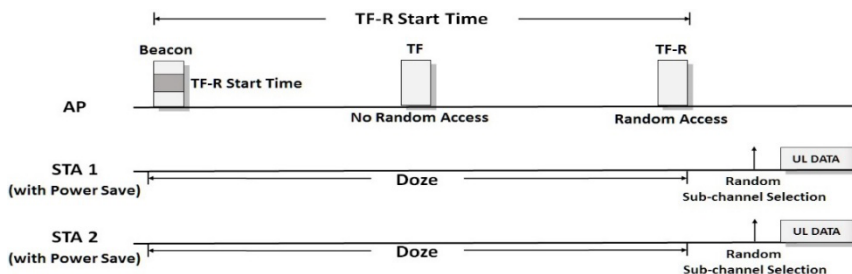 TF-R Start Time
Beacon
TF
TF-R
TF-R Start Time
AP
No Random Access
Random Access
STA 1
(with Power Save)
Doze
UL DATA
Random
Sub-channel Selection
STA 2
(with Power Save)
Doze
UL DATA
Random
Sub-channel Selection